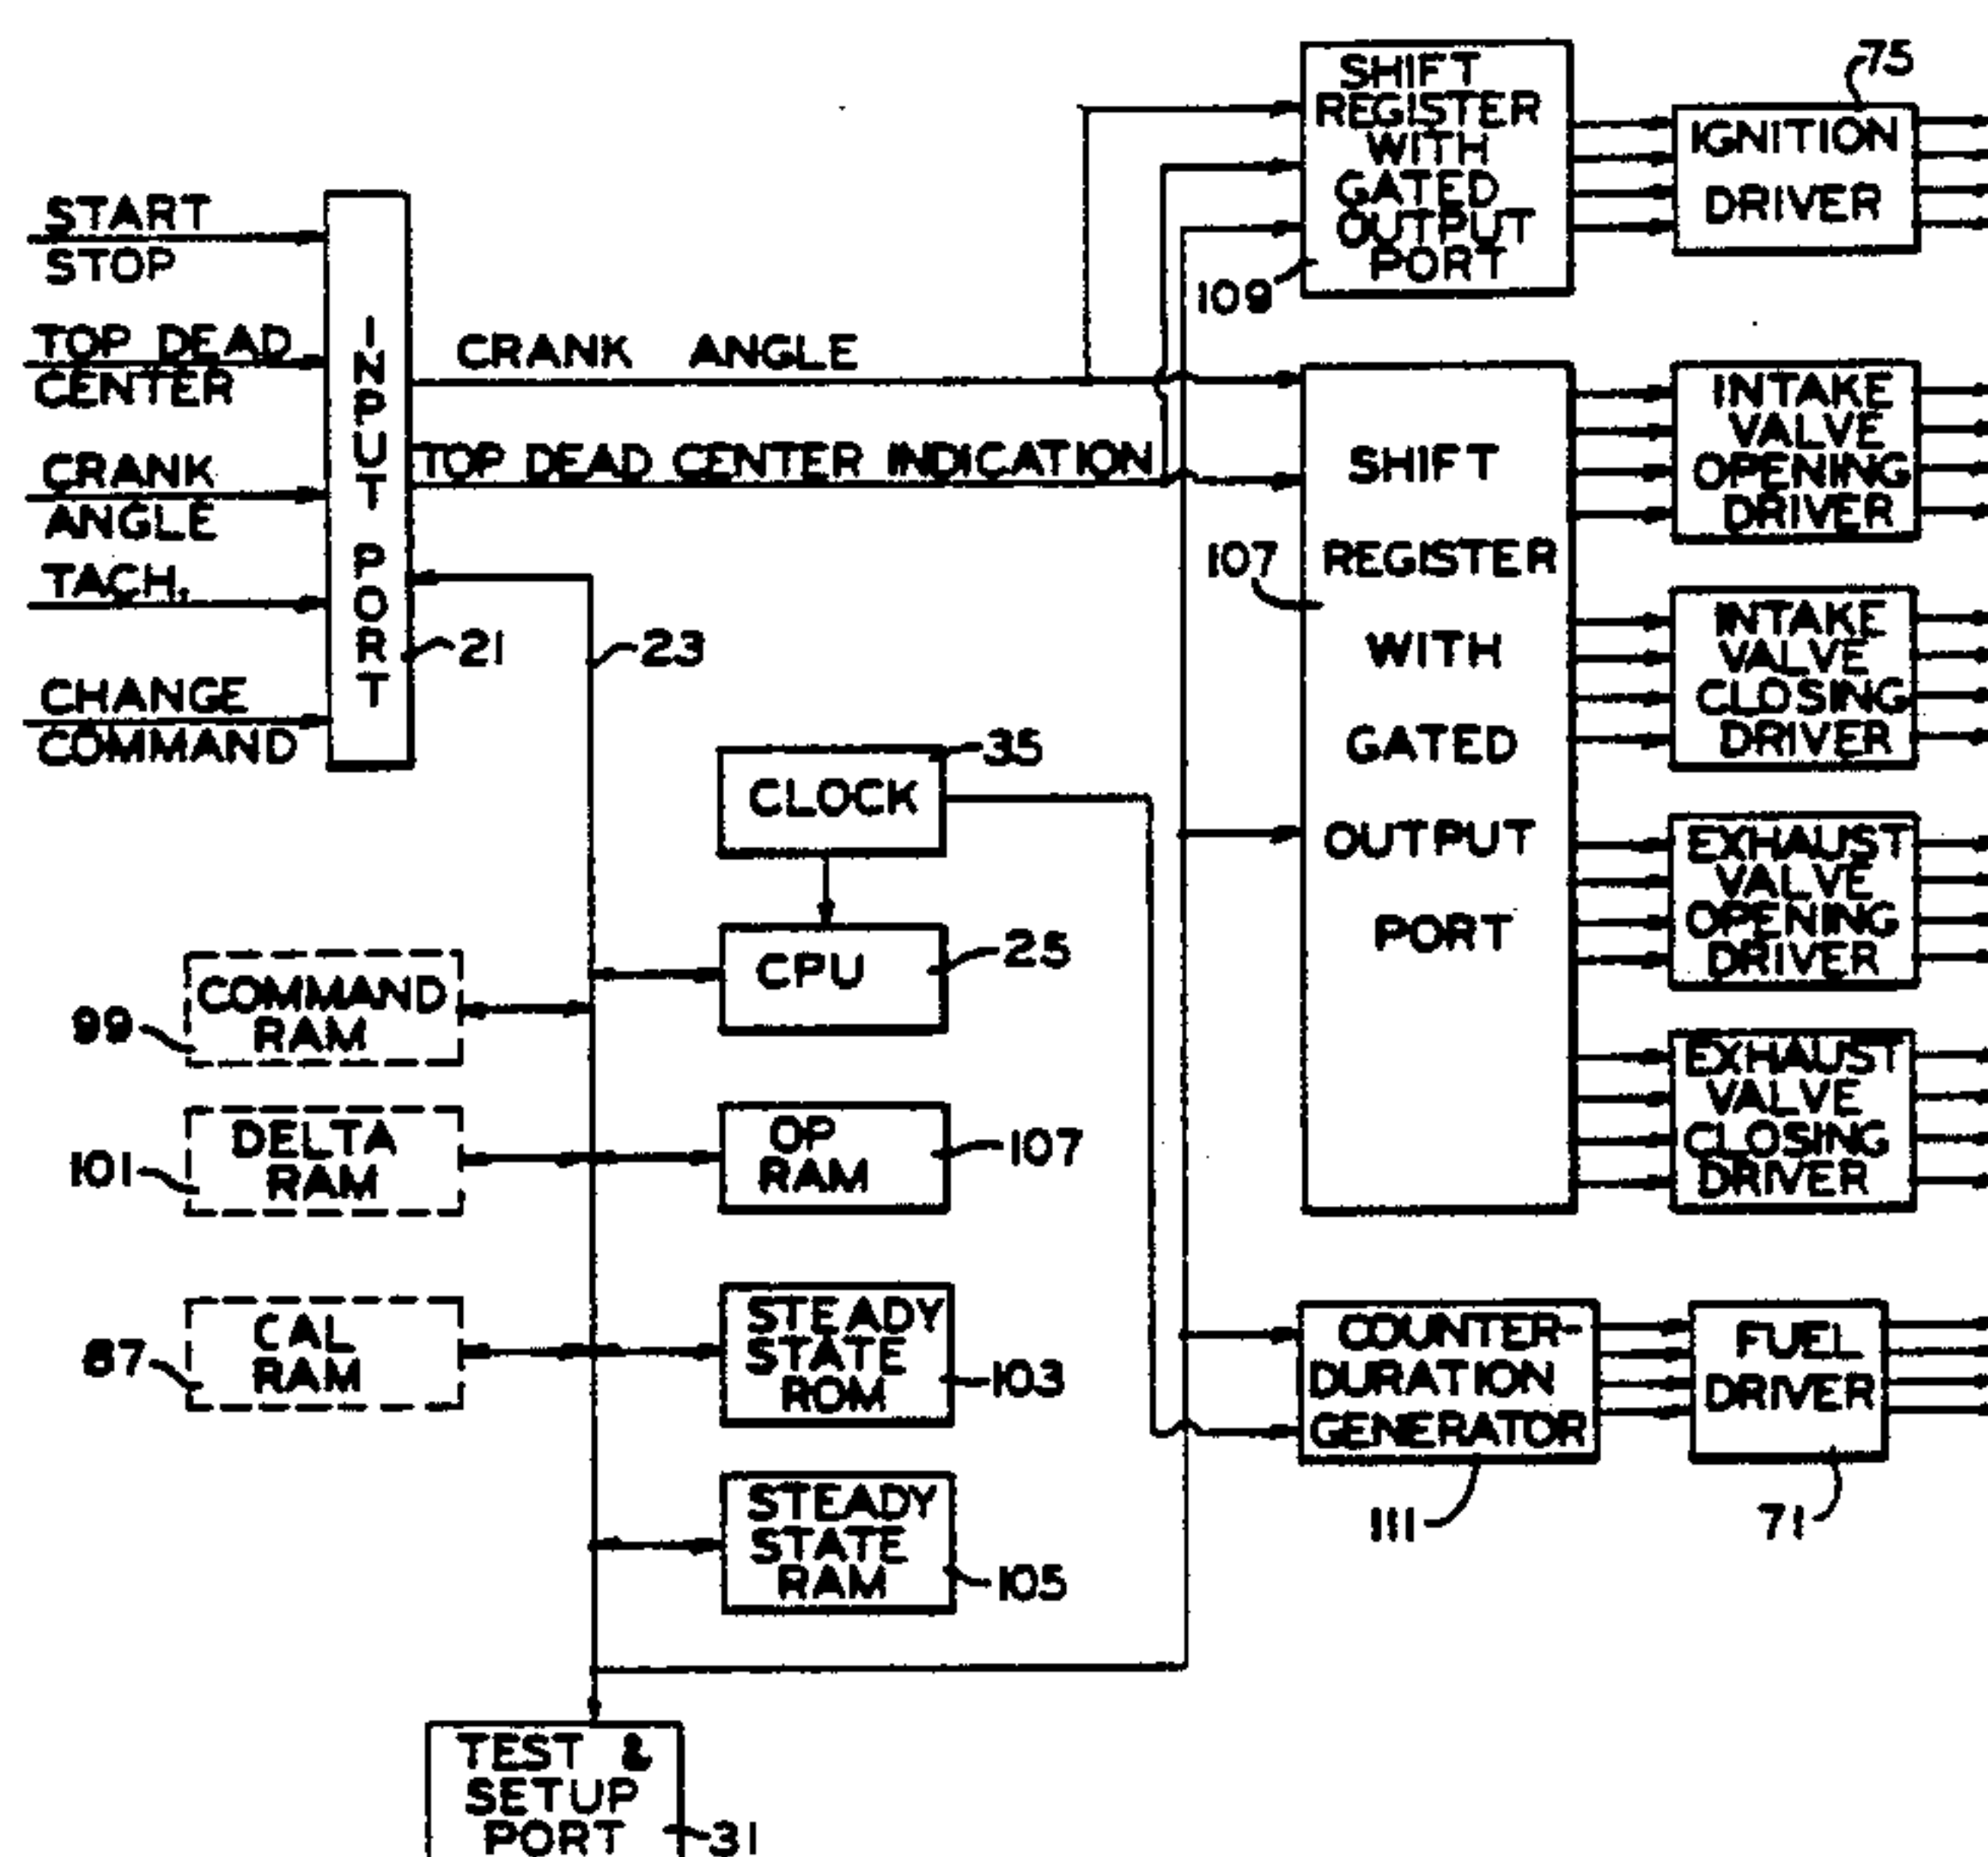 START
STOP
TOP DEAD
CENTER
CRANK
ANGLE
TACH.
CHANGE
COMMAND
INPUT PORT
21
23
CRANK ANGLE
TOP DEAD CENTER INDICATION
SHIFT
REGISTER
WITH
GATED
OUTPUT
PORT
109
75
IGNITION
DRIVER
107
SHIFT
REGISTER
WITH
GATED
OUTPUT
PORT
INTAKE
VALVE
OPENING
DRIVER
INTAKE
VALVE
CLOSING
DRIVER
EXHAUST
VALVE
OPENING
DRIVER
EXHAUST
VALVE
CLOSING
DRIVER
35
CLOCK
CPU
25
99
COMMAND
RAM
101
DELTA
RAM
OP
RAM
107
CAL
RAM
STEADY
STATE
ROM
103
STEADY
STATE
RAM
105
COUNTER-
DURATION
GENERATOR
111
FUEL
DRIVER
71
TEST &
SETUP
PORT
31